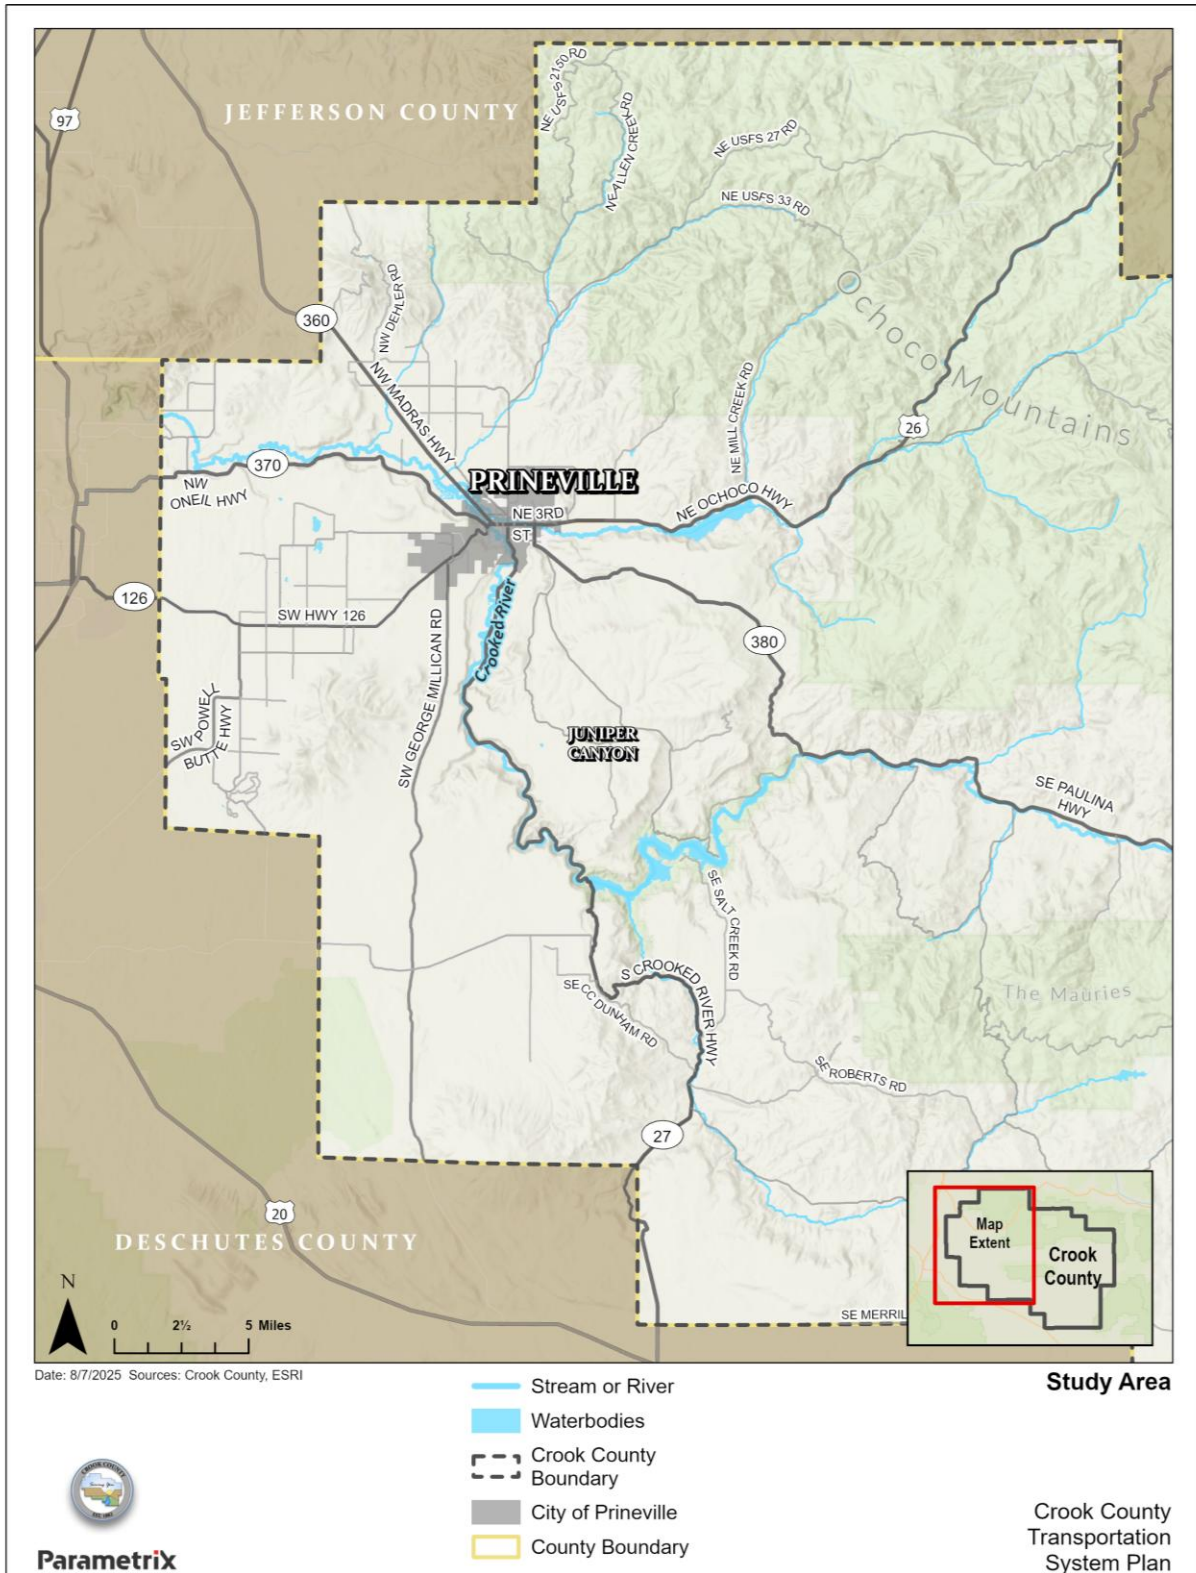 NE USFS 2150 RD
JEFFERSON COUNTY
97
NE ALLEN CREEK RD
NE USFS 27 RD
NE USFS 33 RD
Ochoco Mountains
360
NW DEHLER RD
NW MADRAS HWY
NE MILL CREEK RD
26
370
NW
ONEIL HWY
PRINEVILLE
NE 3RD
ST
NE OCHOCO HWY
126
SW HWY 126
Crooked River
380
SW GEORGE MILLICAN RD
SW POWELL
BUTTE HWY
JUNIPER
CANYON
SE PAULINA
HWY
SE SALT CREEK RD
S CROOKED RIVER HWY
SE CC DUNHAM RD
The Mauries
SE ROBERTS RD
27
20
DESCHUTES COUNTY
Map
Extent
Crook
County
SE MERRIL
N
0 2½ 5 Miles
Date: 8/7/2025 Sources: Crook County, ESRI
Study Area
Stream or River
Waterbodies
Crook County
Boundary
City of Prineville
County Boundary
CROOK COUNTY
Parametrix
Crook County
Transportation
System Plan